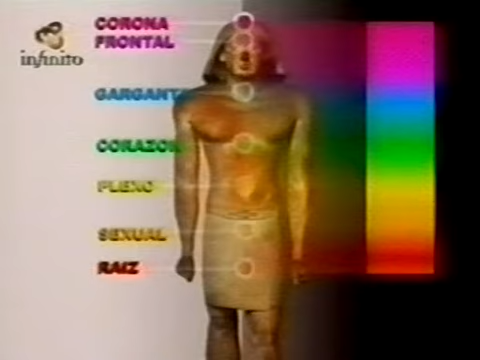 CORONA
FRONTAL
infinito
GARGANTA
CORAZON
PLEXO
SEXUAL
RAIZ